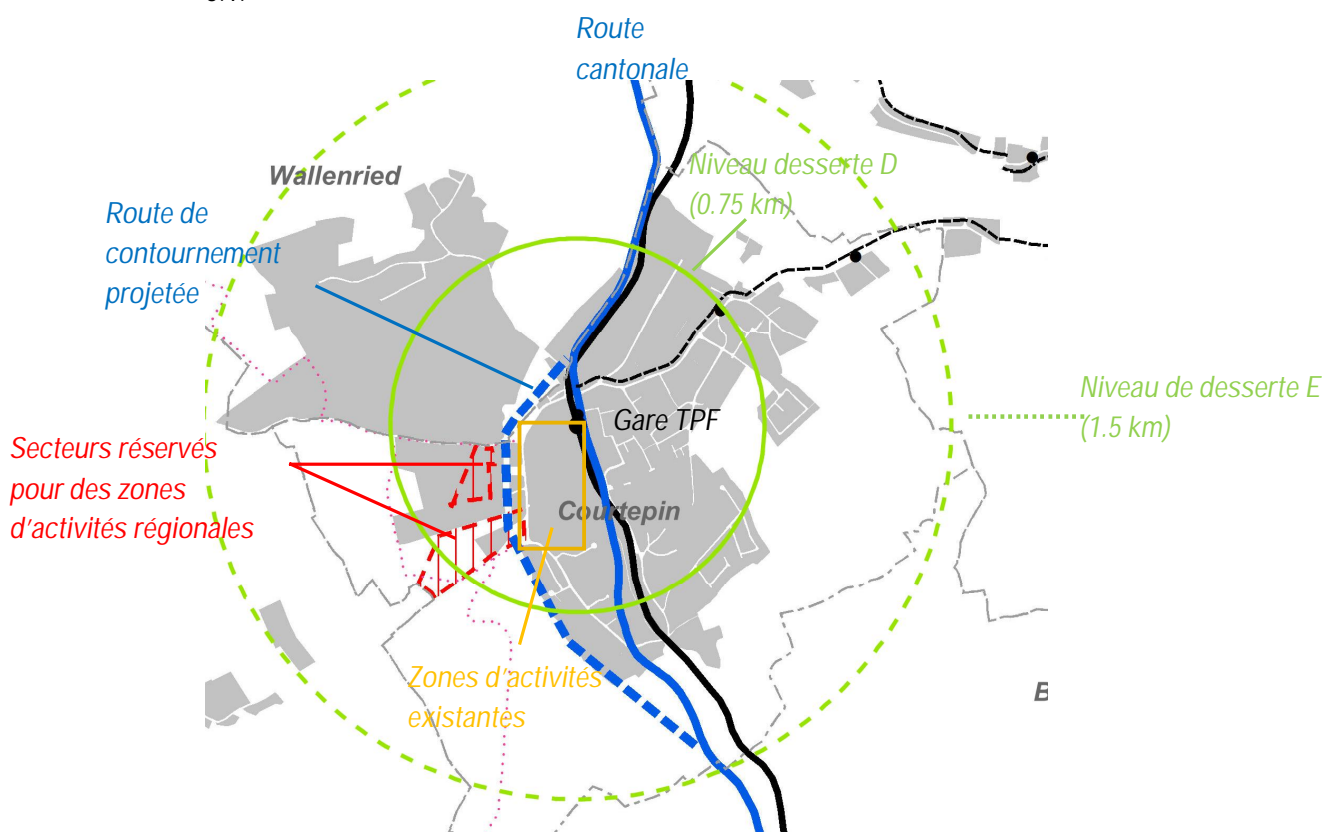 Route
cantonale
Niveau desserte D
(0.75 km)
Wallenried
Route de
contournement
projetée
Niveau de desserte E
(1.5 km)
Gare TPF
Secteurs réservés
pour des zones
d'activités régionales
Courtepin
Zones d'activités
existantes
B